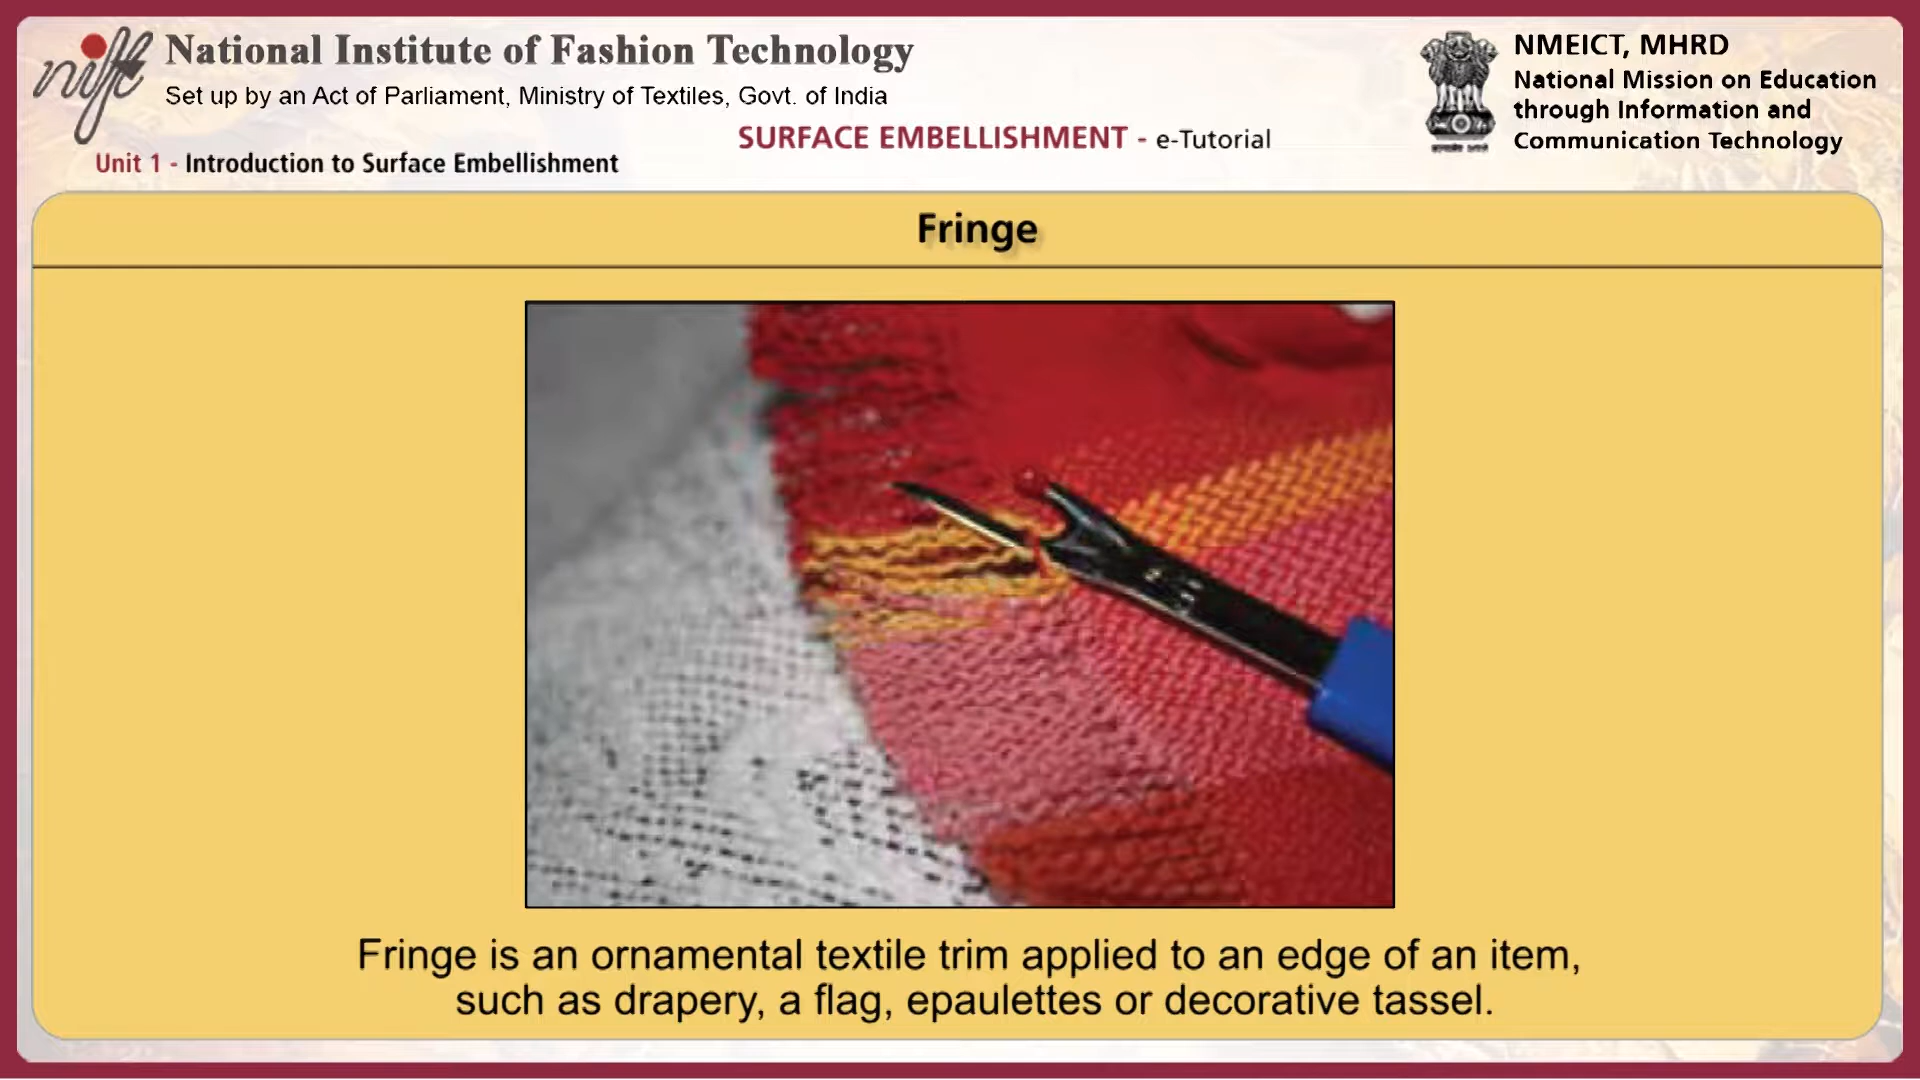 nift
National Institute of Fashion Technology
Set up by an Act of Parliament, Ministry of Textiles, Govt. of India
SURFACE EMBELLISHMENT - e-Tutorial
Unit 1 - Introduction to Surface Embellishment
NMEICT, MHRD
National Mission on Education
through Information and
Communication Technology
Fringe
Fringe is an ornamental textile trim applied to an edge of an item,
such as drapery, a flag, epaulettes or decorative tassel.